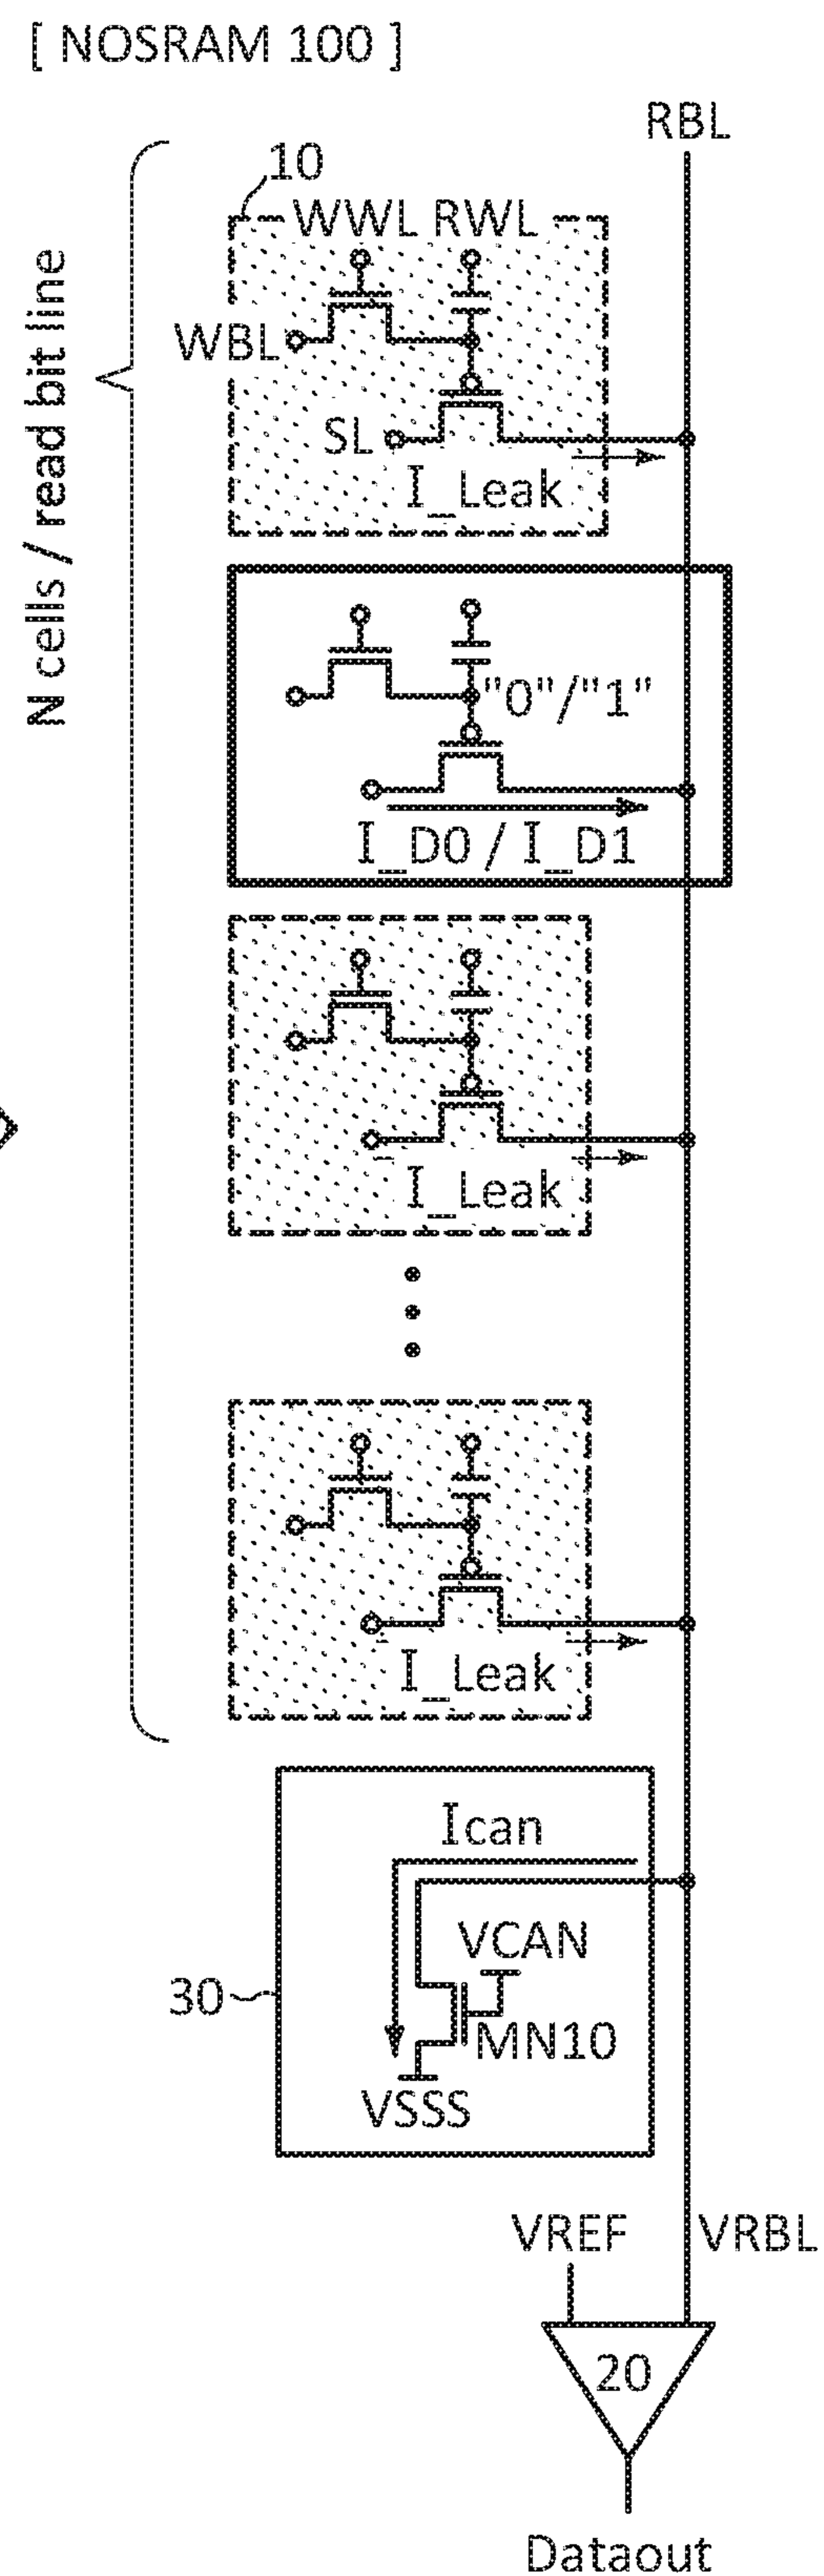 [ NOSRAM 100 ]
RBL
10
WWL RWL
WBL
SL
I_Leak
N cells / read bit line
"0"/"1"
I_D0 / I_D1
I_Leak
I_Leak
Ican
VCAN
30
MN10
VSSS
VREF VRBL
20
Dataout